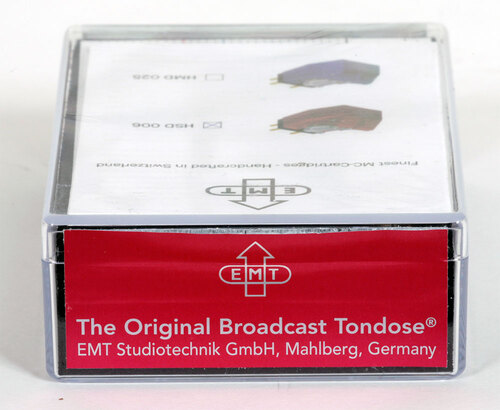 HMD 025
HSD 006
Finest MC-Cartridges - Handcrafted in Switzerland
EMT
EMT
The Original Broadcast Tondose®
EMT Studiotechnik GmbH, Mahlberg, Germany